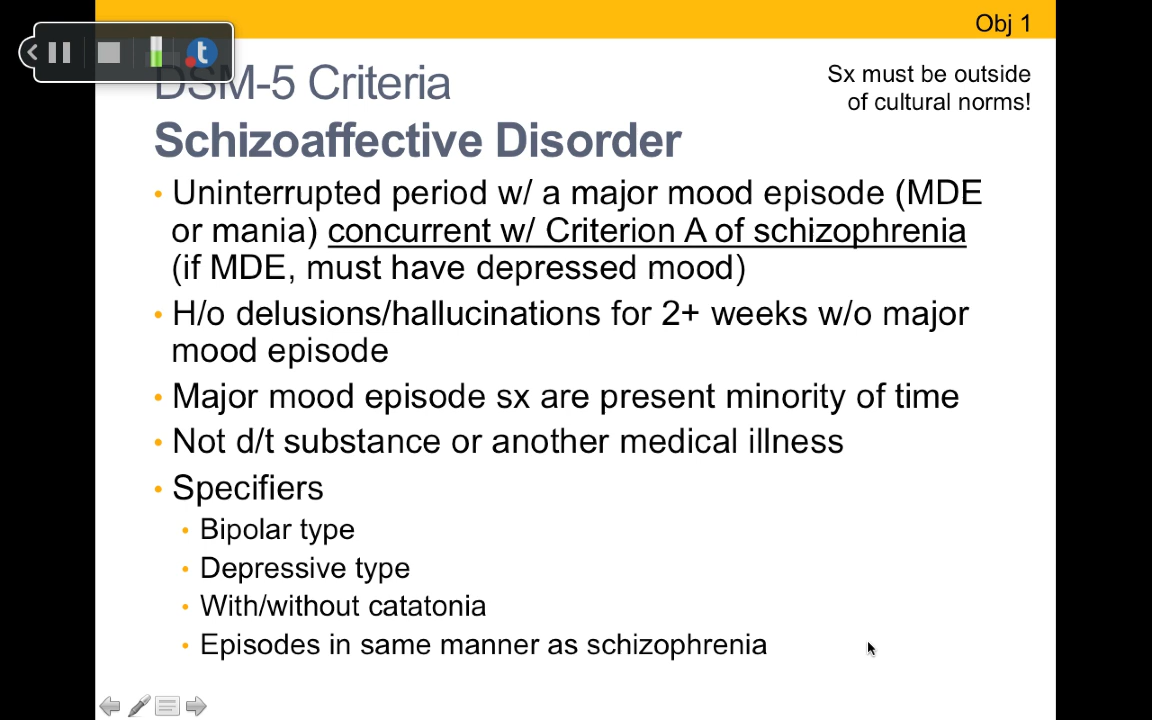 Obj 1
t
DSM-5 Criteria
Schizoaffective Disorder
Sx must be outside
of cultural norms!
• Uninterrupted period w/ a major mood episode (MDE
or mania) concurrent w/ Criterion A of schizophrenia
(if MDE, must have depressed mood)
• H/o delusions/hallucinations for 2+ weeks w/o major
mood episode
• Major mood episode sx are present minority of time
• Not d/t substance or another medical illness
• Specifiers
• Bipolar type
• Depressive type
• With/without catatonia
• Episodes in same manner as schizophrenia